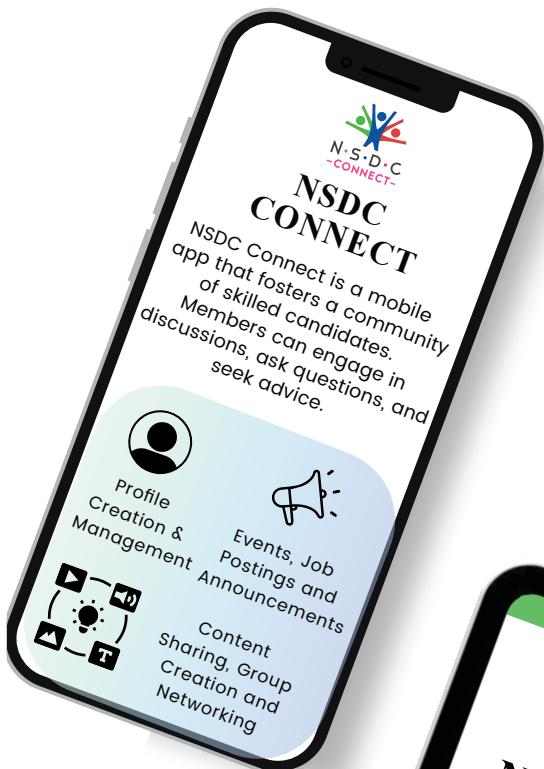 N·S·D·C
-CONNECT-
NSDC
CONNECT
NSDC Connect is a mobile
app that fosters a community
of skilled candidates.
Members can engage in
discussions, ask questions, and
seek advice.
Profile
Creation &
Management
Events, Job
Postings and
Announcements
T
Content
Sharing, Group
Creation and
Networking